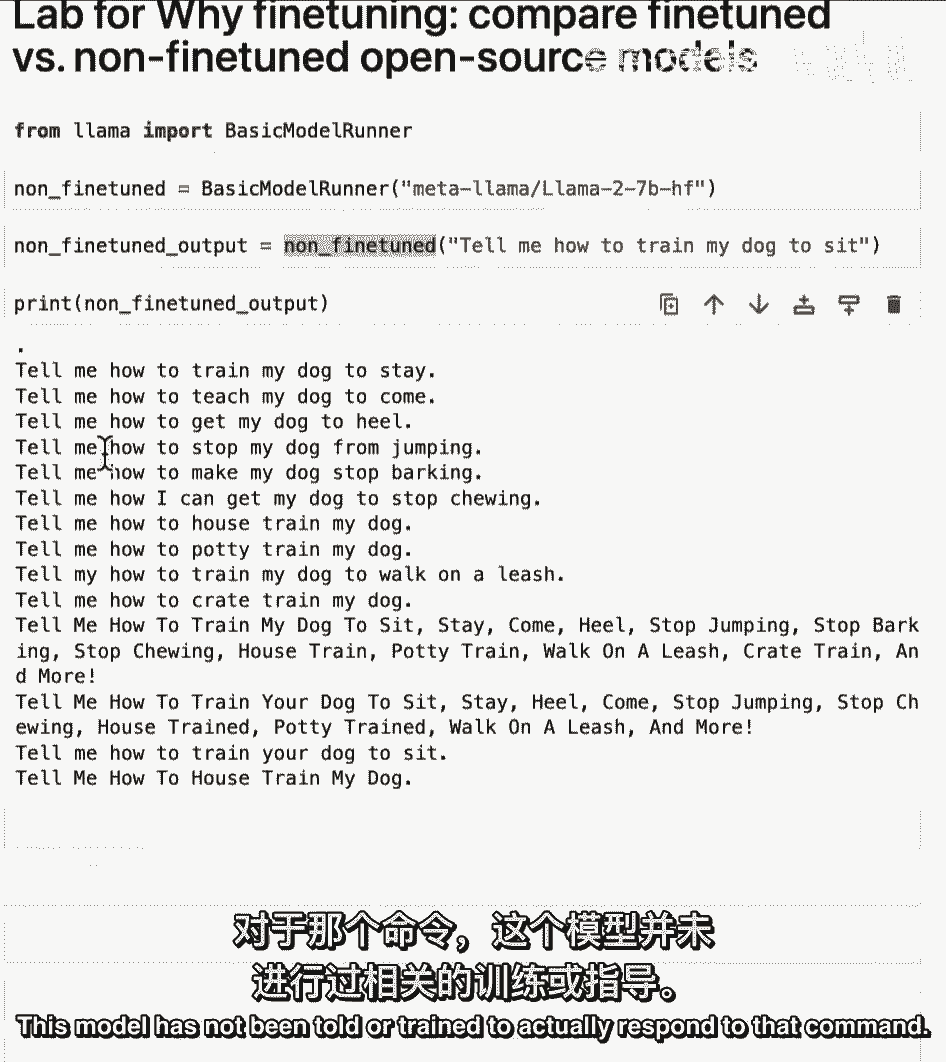 Lab for Why finetuning: compare finetuned
vs. non-finetuned open-source models
from llama import BasicModelRunner
non_finetuned = BasicModelRunner("meta-llama/Llama-2-7b-hf")
non_finetuned_output = non_finetuned("Tell me how to train my dog to sit")
print(non_finetuned_output)
.
Tell me how to train my dog to stay.
Tell me how to teach my dog to come.
Tell me how to get my dog to heel.
Tell me how to stop my dog from jumping.
Tell me how to make my dog stop barking.
Tell me how I can get my dog to stop chewing.
Tell me how to house train my dog.
Tell me how to potty train my dog.
Tell my how to train my dog to walk on a leash.
Tell me how to crate train my dog.
Tell Me How To Train My Dog To Sit, Stay, Come, Heel, Stop Jumping, Stop Bark
ing, Stop Chewing, House Train, Potty Train, Walk On A Leash, Crate Train, An
d More!
Tell Me How To Train Your Dog To Sit, Stay, Heel, Come, Stop Jumping, Stop Ch
ewing, House Trained, Potty Trained, Walk On A Leash, And More!
Tell me how to train your dog to sit.
Tell Me How To House Train My Dog.
对于那个命令，这个模型并未
进行过相关的训练或指导。
This model has not been told or trained to actually respond to that command.